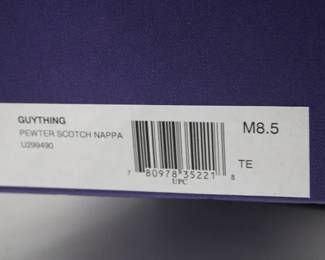 GUYTHING
PEWTER SCOTCH NAPPA
U299490
M8.5
TE
7 80978 35221 8
UPC